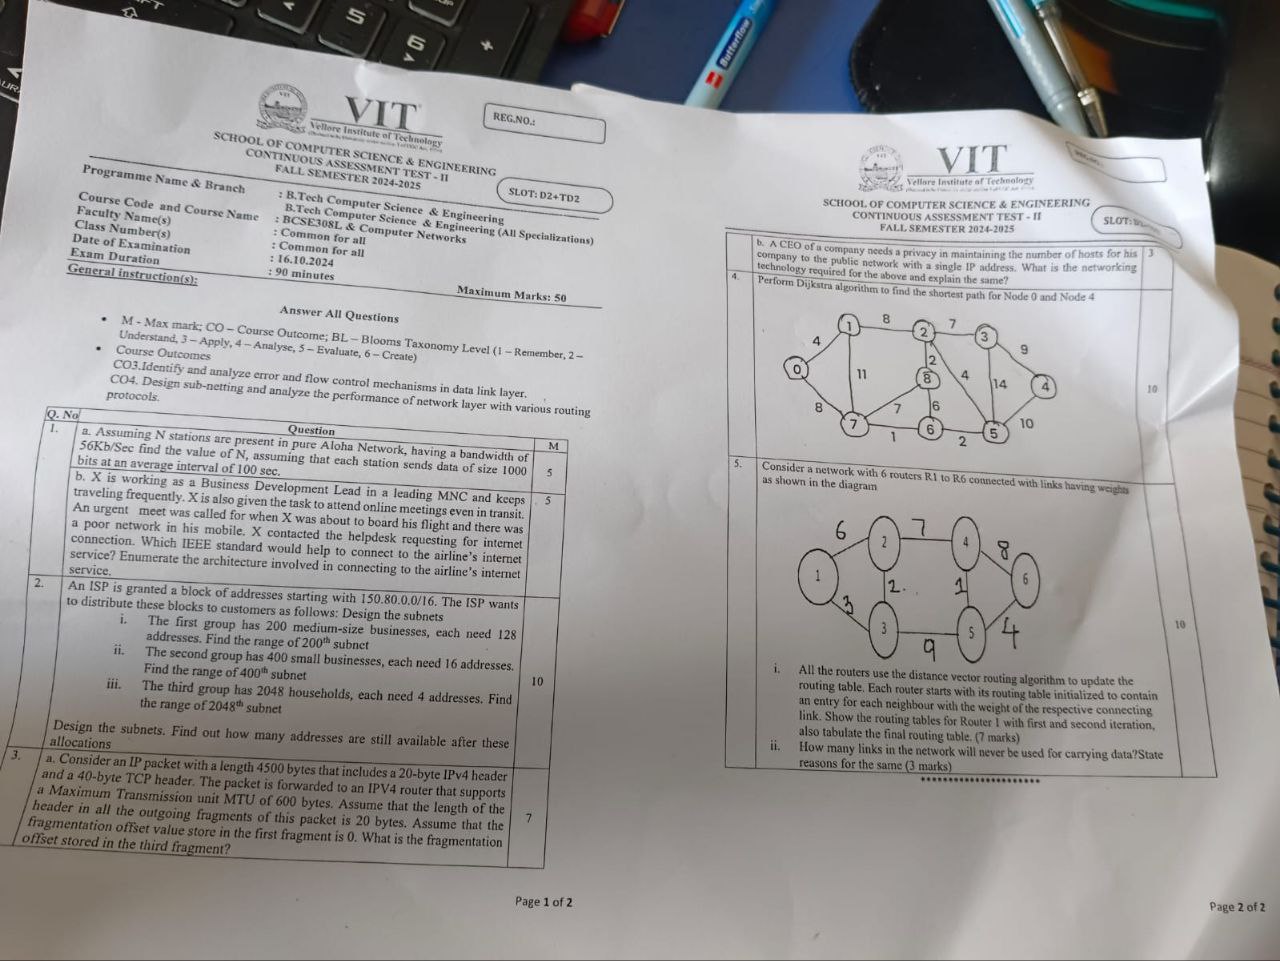 5
6
Butterflow
VIT
Vellore Institute of Technology
REG.NO.:
SCHOOL OF COMPUTER SCIENCE & ENGINEERING
CONTINUOUS ASSESSMENT TEST - II
FALL SEMESTER 2024-2025
SLOT: D2+TD2
Programme Name & Branch : B.Tech Computer Science & Engineering
B.Tech Computer Science & Engineering (All Specializations)
Course Code and Course Name : BCSE308L & Computer Networks
Faculty Name(s) : Common for all
Class Number(s) : Common for all
Date of Examination : 16.10.2024
Exam Duration : 90 minutes
Maximum Marks: 50
General instruction(s):
Answer All Questions
• M - Max mark; CO – Course Outcome; BL – Blooms Taxonomy Level (1 – Remember, 2 –
Understand, 3 – Apply, 4 – Analyse, 5 – Evaluate, 6 – Create)
• Course Outcomes
CO3.Identify and analyze error and flow control mechanisms in data link layer.
CO4. Design sub-netting and analyze the performance of network layer with various routing
protocols.
Q. No Question M
1. a. Assuming N stations are present in pure Aloha Network, having a bandwidth of
56Kb/Sec find the value of N, assuming that each station sends data of size 1000
bits at an average interval of 100 sec. 5
b. X is working as a Business Development Lead in a leading MNC and keeps 5
traveling frequently. X is also given the task to attend online meetings even in transit.
An urgent meet was called for when X was about to board his flight and there was
a poor network in his mobile. X contacted the helpdesk requesting for internet
connection. Which IEEE standard would help to connect to the airline's internet
service? Enumerate the architecture involved in connecting to the airline's internet
service.
2. An ISP is granted a block of addresses starting with 150.80.0.0/16. The ISP wants
to distribute these blocks to customers as follows: Design the subnets
i. The first group has 200 medium-size businesses, each need 128
addresses. Find the range of 200th subnet
ii. The second group has 400 small businesses, each need 16 addresses.
Find the range of 400th subnet 10
iii. The third group has 2048 households, each need 4 addresses. Find
the range of 2048th subnet
Design the subnets. Find out how many addresses are still available after these
allocations
3. a. Consider an IP packet with a length 4500 bytes that includes a 20-byte IPv4 header
and a 40-byte TCP header. The packet is forwarded to an IPV4 router that supports
a Maximum Transmission unit MTU of 600 bytes. Assume that the length of the
header in all the outgoing fragments of this packet is 20 bytes. Assume that the 7
fragmentation offset value store in the first fragment is 0. What is the fragmentation
offset stored in the third fragment?
Page 1 of 2
VIT
Vellore Institute of Technology
REG.NO.:
SCHOOL OF COMPUTER SCIENCE & ENGINEERING
CONTINUOUS ASSESSMENT TEST - II
FALL SEMESTER 2024-2025
SLOT:
b. A CEO of a company needs a privacy in maintaining the number of hosts for his 3
company to the public network with a single IP address. What is the networking
technology required for the above and explain the same?
4. Perform Dijkstra algorithm to find the shortest path for Node 0 and Node 4
1 8 2 7 3
4 9
2
0 11 8 4 14 4
8 7 6 10
7 1 6 2 5
10
5. Consider a network with 6 routers R1 to R6 connected with links having weights
as shown in the diagram
6 2 7 4 8
1 2. 1 6
3 3 9 5 4
10
i. All the routers use the distance vector routing algorithm to update the
routing table. Each router starts with its routing table initialized to contain
an entry for each neighbour with the weight of the respective connecting
link. Show the routing tables for Router 1 with first and second iteration,
also tabulate the final routing table. (7 marks)
ii. How many links in the network will never be used for carrying data?State
reasons for the same (3 marks)
Page 2 of 2